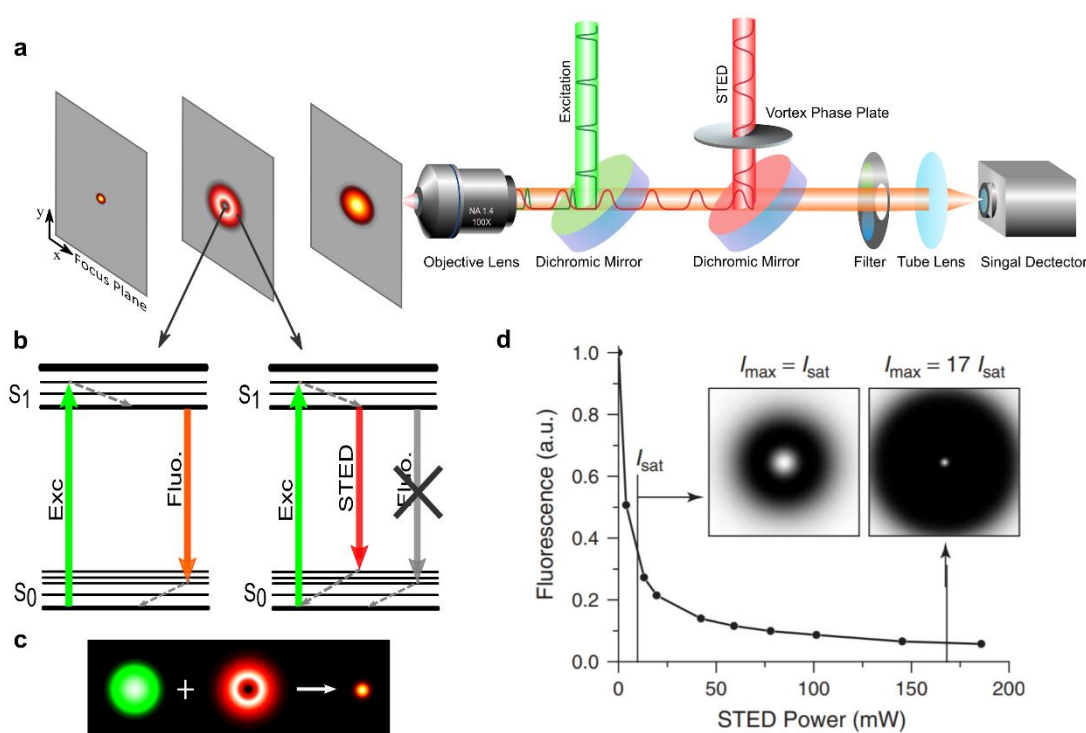 a
Excitation
STED
Vortex Phase Plate
NA 1.4
100X
y
x
Focus Plane
Objective Lens
Dichromic Mirror
Dichromic Mirror
Filter
Tube Lens
Singal Dectector
b
S1
Exc
Fluo.
S0
S1
Exc
STED
Fluo.
S0
c
+
d
Fluorescence (a.u.)
1.0
0.8
0.6
0.4
0.2
0.0
Isat
Imax = Isat
Imax = 17 Isat
0
50
100
150
200
STED Power (mW)